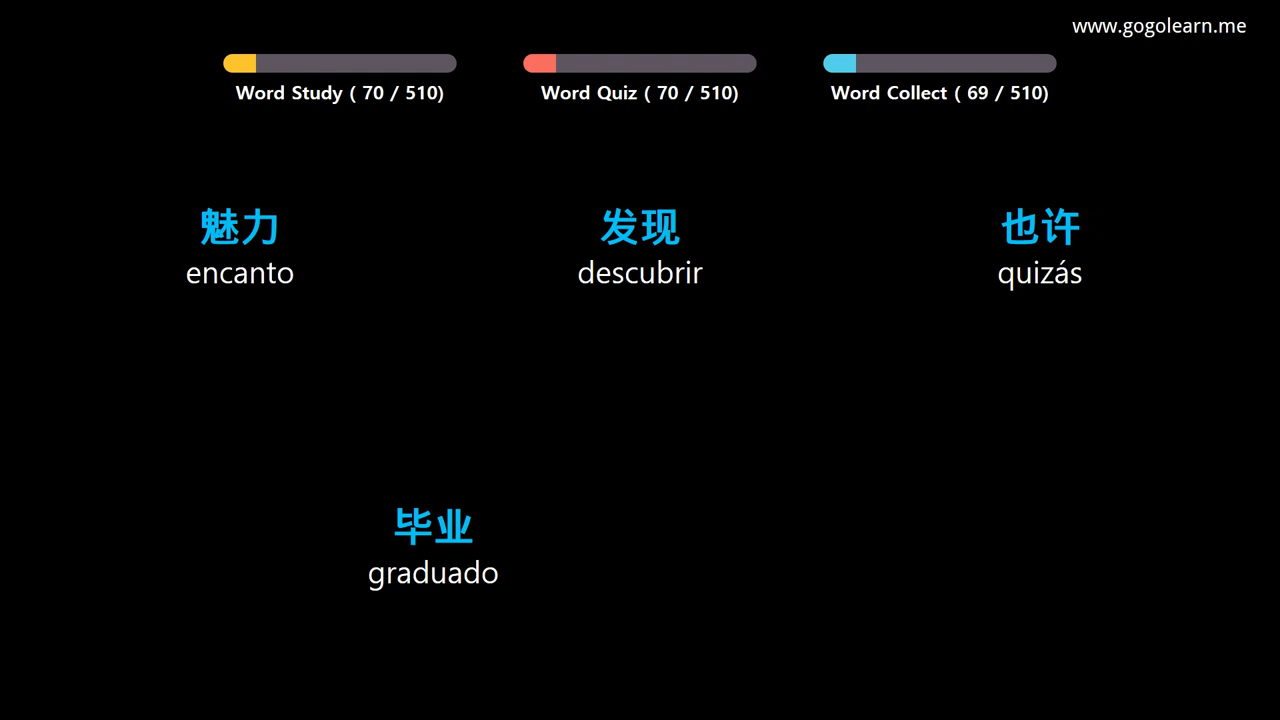 www.gogolearn.me
Word Study ( 70 / 510)
Word Quiz ( 70 / 510)
Word Collect ( 69 / 510)
魅力
encanto
发现
descubrir
也许
quizás
毕业
graduado